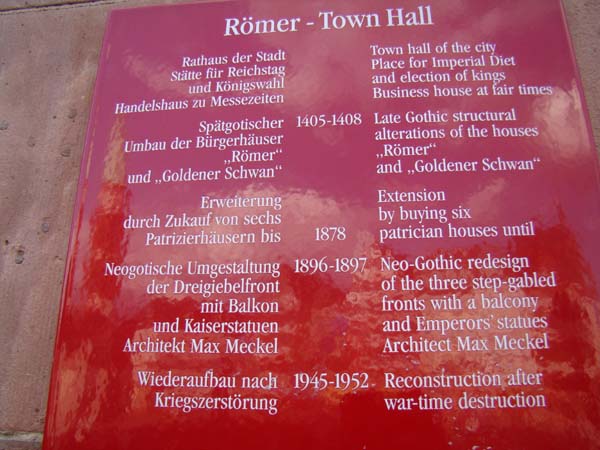 Römer - Town Hall
Rathaus der Stadt
Stätte für Reichstag
und Königswahl
Handelshaus zu Messezeiten
Town hall of the city
Place for Imperial Diet
and election of kings
Business house at fair times
Spätgotischer
Umbau der Bürgerhäuser
„Römer“
und „Goldener Schwan“
1405-1408
Late Gothic structural
alterations of the houses
„Römer“
and „Goldener Schwan“
Erweiterung
durch Zukauf von sechs
Patrizierhäusern bis
1878
Extension
by buying six
patrician houses until
Neogotische Umgestaltung
der Dreigiebelfront
mit Balkon
und Kaiserstatuen
Architekt Max Meckel
1896-1897
Neo-Gothic redesign
of the three step-gabled
fronts with a balcony
and Emperors' statues
Architect Max Meckel
Wiederaufbau nach
Kriegszerstörung
1945-1952
Reconstruction after
war-time destruction